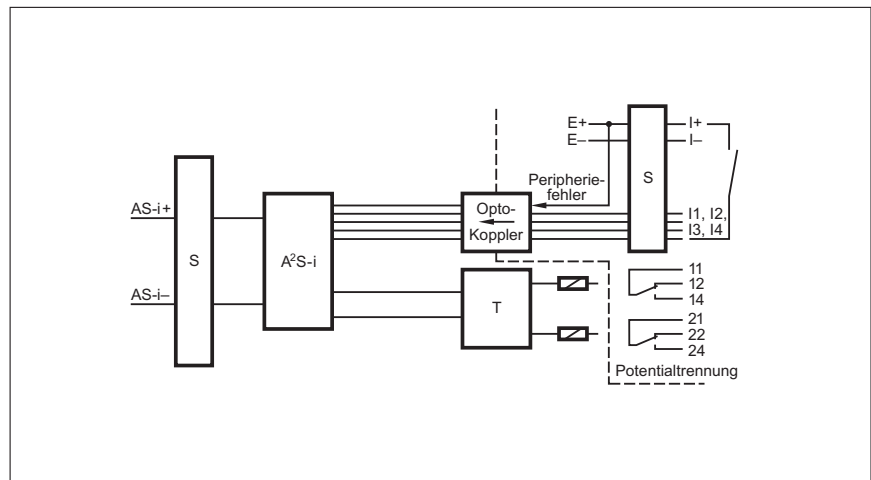 E+
E–
I+
I–
S
Peripherie-
fehler
I1, I2,
I3, I4
AS-i+
S
A²S-i
Opto-
Koppler
AS-i–
T
11
12
14
21
22
24
Potentialtrennung